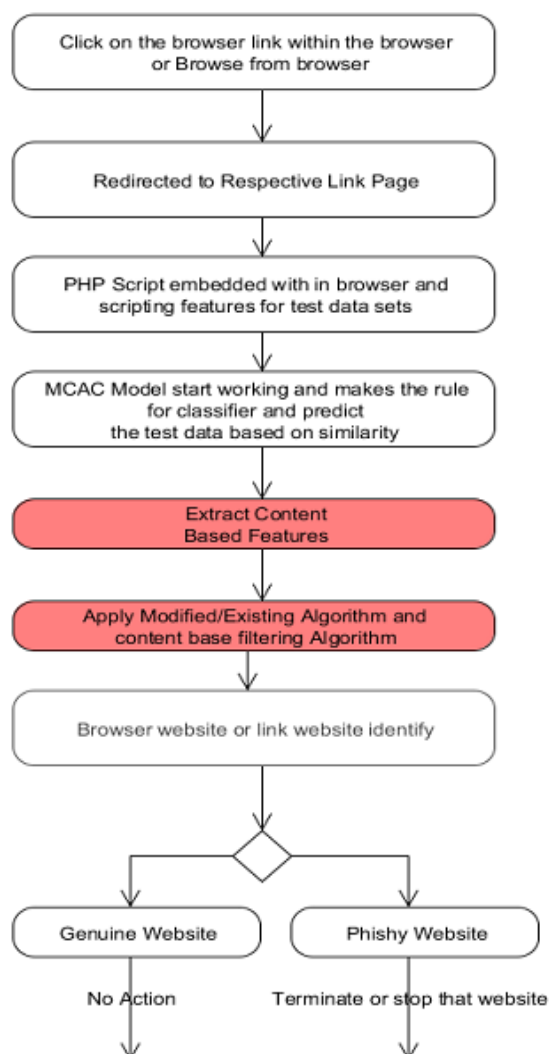 Click on the browser link within the browser
or Browse from browser
Redirected to Respective Link Page
PHP Script embedded with in browser and
scripting features for test data sets
MCAC Model start working and makes the rule
for classifier and predict
the test data based on similarity
Extract Content
Based Features
Apply Modified/Existing Algorithm and
content base filtering Algorithm
Browser website or link website identify
Genuine Website
Phishy Website
No Action
Terminate or stop that website